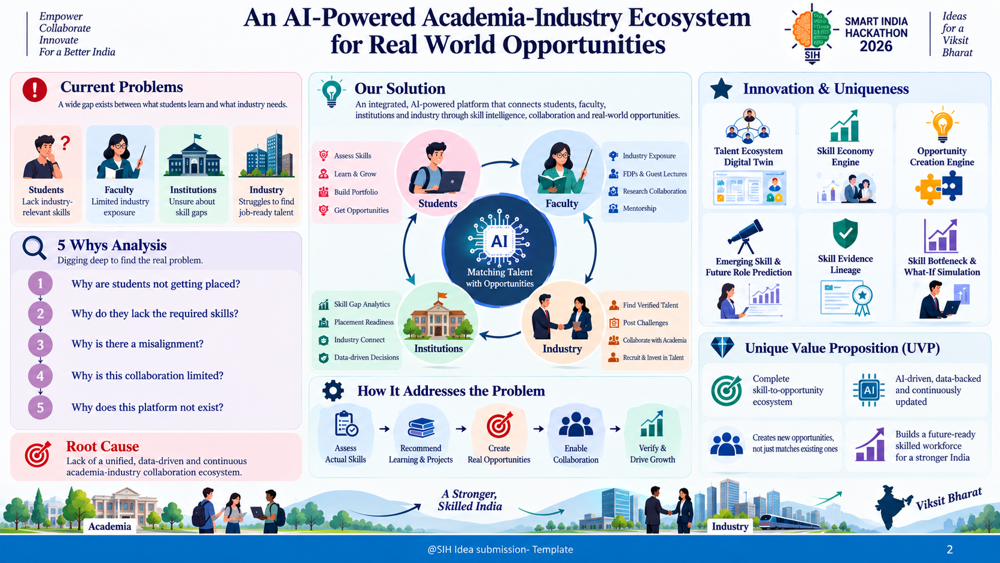 Empower
Collaborate
Innovate
For a Better India
An AI-Powered Academia-Industry Ecosystem
for Real World Opportunities
SIH
SMART INDIA
HACKATHON
2026
Ideas
for a
Viksit
Bharat
!
Current Problems
A wide gap exists between what students learn and what industry needs.
?
Students
Lack industry-
relevant skills
Faculty
Limited industry
exposure
Institutions
Unsure about
skill gaps
Industry
Struggles to find
job-ready talent
5 Whys Analysis
Digging deep to find the real problem.
1
Why are students not getting placed?
2
Why do they lack the required skills?
3
Why is there a misalignment?
4
Why is this collaboration limited?
5
Why does this platform not exist?
Root Cause
Lack of a unified, data-driven and continuous
academia-industry collaboration ecosystem.
Our Solution
An integrated, AI-powered platform that connects students, faculty,
institutions and industry through skill intelligence, collaboration and real-world opportunities.
Assess Skills
Learn & Grow
Build Portfolio
Get Opportunities
Students
Faculty
Industry Exposure
FDPs & Guest Lectures
Research Collaboration
Mentorship
AI
Matching Talent
with Opportunities
Skill Gap Analytics
Placement Readiness
Industry Connect
Data-driven Decisions
Institutions
Industry
Find Verified Talent
Post Challenges
Collaborate with Academia
Recruit & Invest in Talent
How It Addresses the Problem
Assess
Actual Skills
Recommend
Learning & Projects
Create
Real Opportunities
Enable
Collaboration
Verify &
Drive Growth
Innovation & Uniqueness
Talent Ecosystem
Digital Twin
Skill Economy
Engine
Opportunity
Creation Engine
Emerging Skill &
Future Role Prediction
Skill Evidence
Lineage
Skill Bottleneck &
What-If Simulation
Unique Value Proposition (UVP)
Complete
skill-to-opportunity
ecosystem
AI
AI-driven, data-backed
and continuously
updated
Creates new opportunities,
not just matches existing ones
Builds a future-ready
skilled workforce
for a stronger India
Academia
A Stronger,
Skilled India
Industry
Viksit Bharat
@SIH Idea submission- Template
2